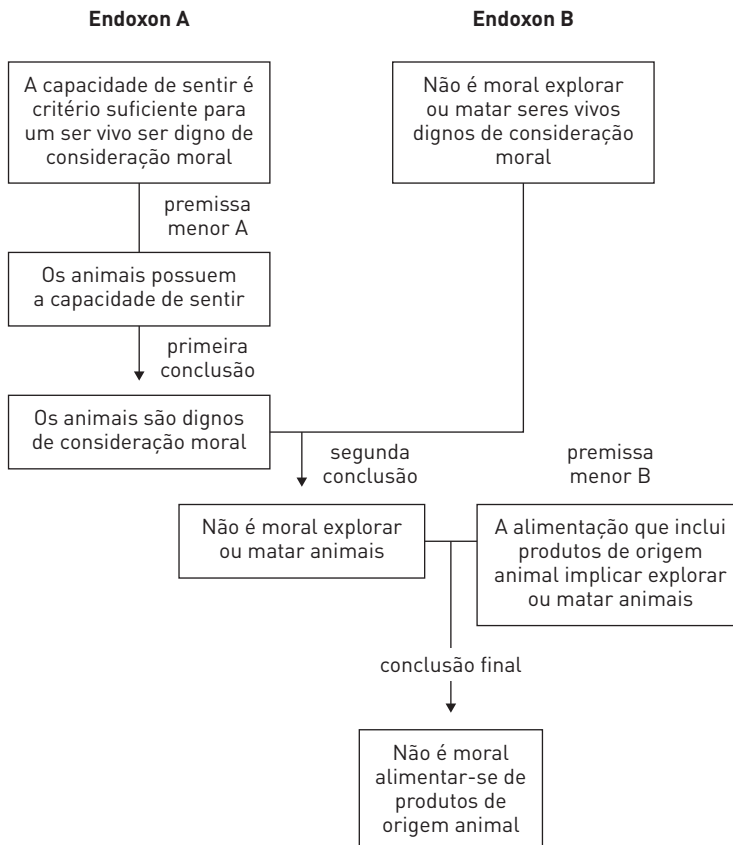 Endoxon A
Endoxon B
A capacidade de sentir é
critério suficiente para
um ser vivo ser digno de
consideração moral
Não é moral explorar
ou matar seres vivos
dignos de consideração
moral
premissa
menor A
Os animais possuem
a capacidade de sentir
primeira
conclusão
Os animais são dignos
de consideração moral
segunda
conclusão
premissa
menor B
Não é moral explorar
ou matar animais
A alimentação que inclui
produtos de origem
animal implicar explorar
ou matar animais
conclusão final
Não é moral
alimentar-se de
produtos de
origem animal